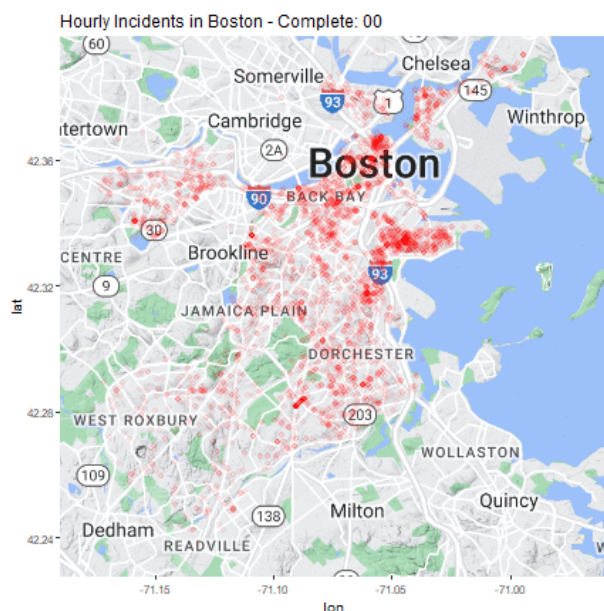 Hourly Incidents in Boston - Complete: 00
60
Chelsea
Somerville
145
1
93
Winthrop
tertown
Cambridge
2A
42.36
Boston
90
BACK BAY
30
Brookline
CENTRE
93
9
42.32
lat
JAMAICA PLAIN
DORCHESTER
42.28
203
WEST ROXBURY
WOLLASTON
109
Quincy
138
Milton
Dedham
42.24
READVILLE
-71.15
-71.10
-71.05
-71.00
lon